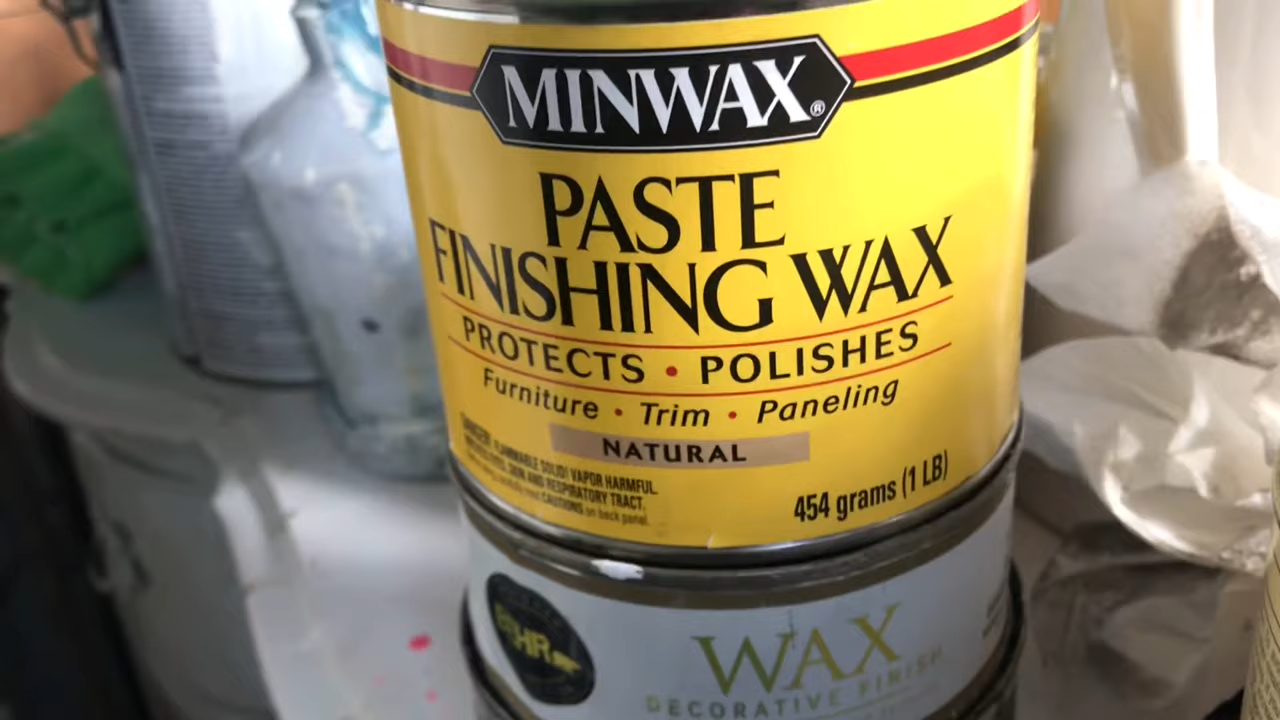 MINWAX®
PASTE
FINISHING WAX
PROTECTS • POLISHES
Furniture • Trim • Paneling
NATURAL
DANGER! FLAMMABLE SOLID! VAPOR HARMFUL.
SKIN AND RESPIRATORY TRACT.
CAUTIONS on back panel.
454 grams (1 LB)
WAX
DECORATIVE FINISH